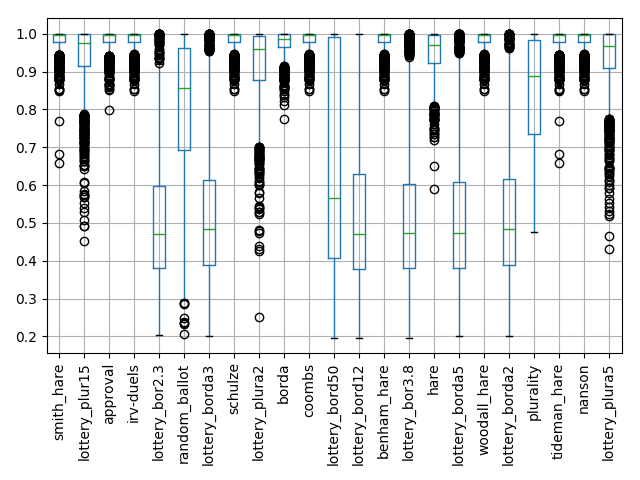 1.0
0.9
0.8
0.7
0.6
0.5
0.4
0.3
0.2
smith_hare
lottery_plur15
approval
irv-duels
lottery_bor2.3
random_ballot
lottery_borda3
schulze
lottery_plura2
borda
coombs
lottery_bord50
lottery_bord12
benham_hare
lottery_bor3.8
hare
lottery_borda5
woodall_hare
lottery_borda2
plurality
tideman_hare
nanson
lottery_plura5